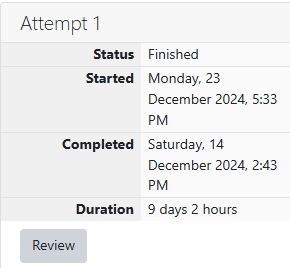 Attempt 1
Status Finished
Started Monday, 23
December 2024, 5:33
PM
Completed Saturday, 14
December 2024, 2:43
PM
Duration 9 days 2 hours
Review